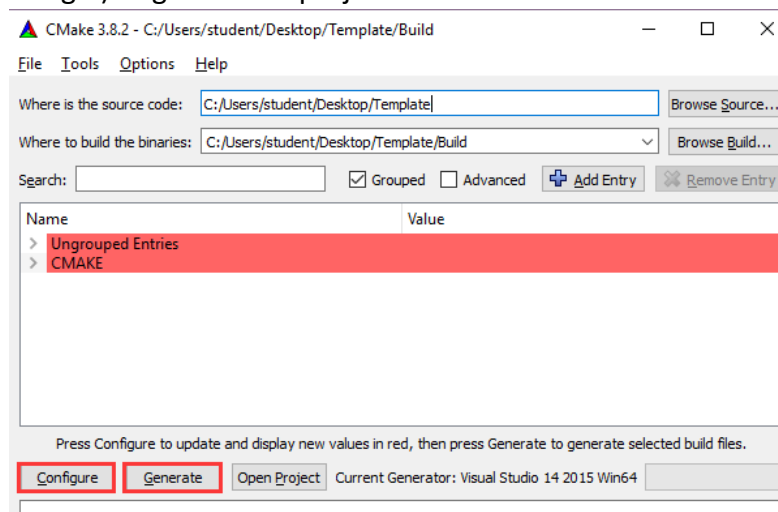 CMake 3.8.2 - C:/Users/student/Desktop/Template/Build
File Tools Options Help
Where is the source code: C:/Users/student/Desktop/Template Browse Source...
Where to build the binaries: C:/Users/student/Desktop/Template/Build Browse Build...
Search: Grouped Advanced Add Entry Remove Entry
Name Value
Ungrouped Entries
CMAKE
Press Configure to update and display new values in red, then press Generate to generate selected build files.
Configure Generate Open Project Current Generator: Visual Studio 14 2015 Win64